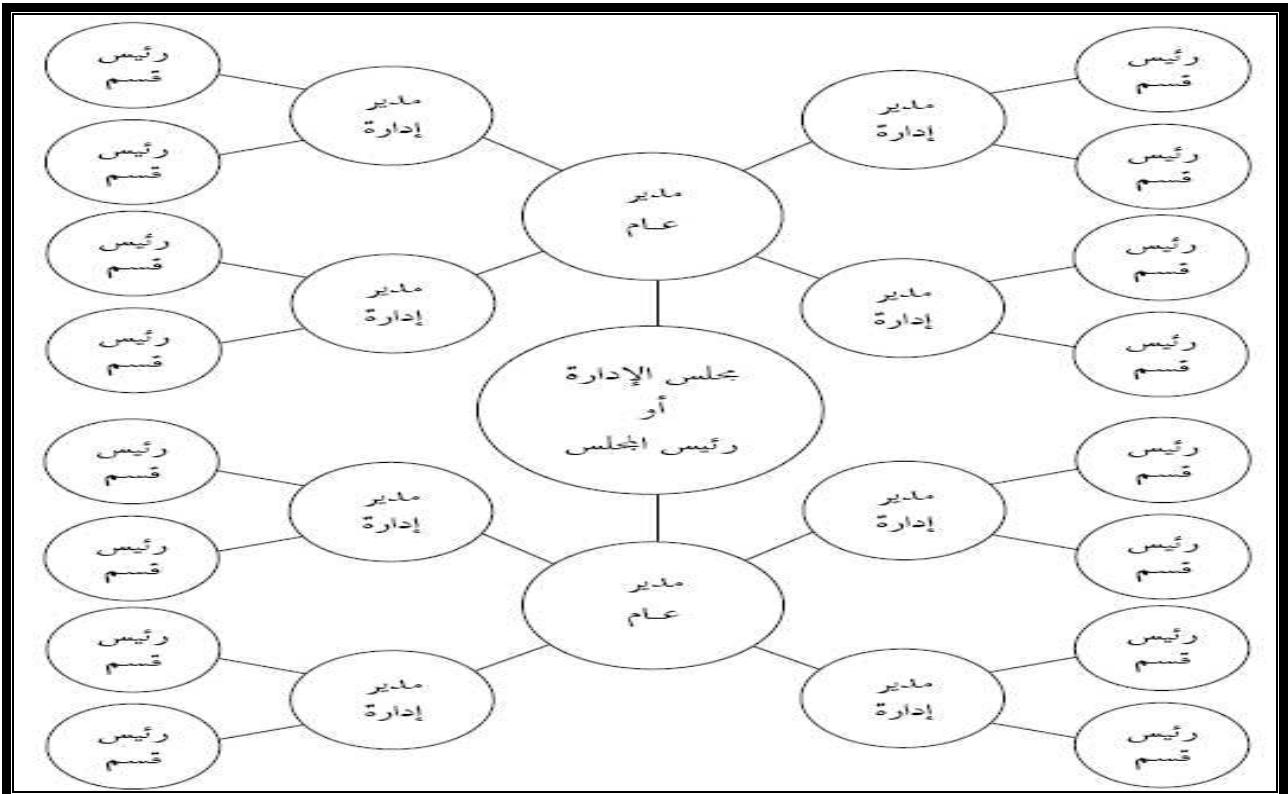 رئيس
قسم
رئيس
قسم
مدير
إدارة
مدير
إدارة
رئيس
قسم
رئيس
قسم
مدير
عام
رئيس
قسم
رئيس
قسم
مدير
إدارة
مدير
إدارة
رئيس
قسم
رئيس
قسم
مجلس الإدارة
أو
رئيس المجلس
رئيس
قسم
رئيس
قسم
مدير
إدارة
مدير
إدارة
رئيس
قسم
رئيس
قسم
مدير
عام
رئيس
قسم
رئيس
قسم
مدير
إدارة
مدير
إدارة
رئيس
قسم
رئيس
قسم